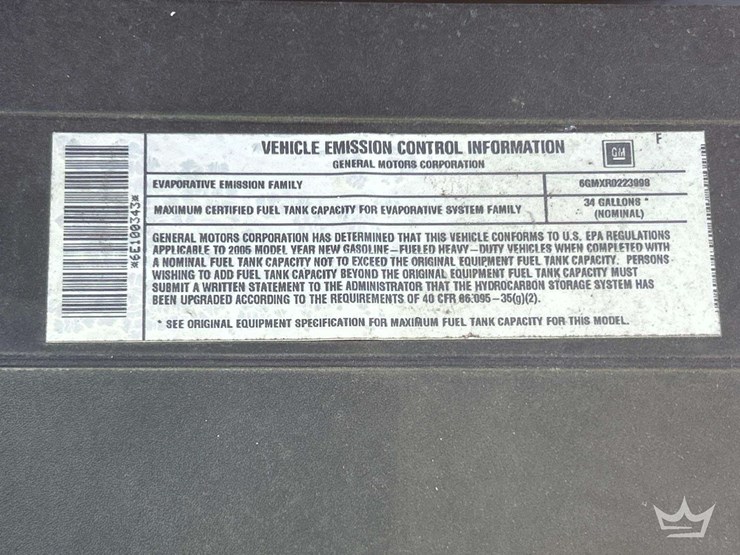 VEHICLE EMISSION CONTROL INFORMATION
GENERAL MOTORS CORPORATION
GM
F
EVAPORATIVE EMISSION FAMILY
6GMXR0223998
MAXIMUM CERTIFIED FUEL TANK CAPACITY FOR EVAPORATIVE SYSTEM FAMILY
34 GALLONS *
(NOMINAL)
GENERAL MOTORS CORPORATION HAS DETERMINED THAT THIS VEHICLE CONFORMS TO U.S. EPA REGULATIONS
APPLICABLE TO 2006 MODEL YEAR NEW GASOLINE-FUELED HEAVY-DUTY VEHICLES WHEN COMPLETED WITH
A NOMINAL FUEL TANK CAPACITY NOT TO EXCEED THE ORIGINAL EQUIPMENT FUEL TANK CAPACITY. PERSONS
WISHING TO ADD FUEL TANK CAPACITY BEYOND THE ORIGINAL EQUIPMENT FUEL TANK CAPACITY MUST
SUBMIT A WRITTEN STATEMENT TO THE ADMINISTRATOR THAT THE HYDROCARBON STORAGE SYSTEM HAS
BEEN UPGRADED ACCORDING TO THE REQUIREMENTS OF 40 CFR 86.095-35(g)(2).
* SEE ORIGINAL EQUIPMENT SPECIFICATION FOR MAXIMUM FUEL TANK CAPACITY FOR THIS MODEL.
*6E100343*